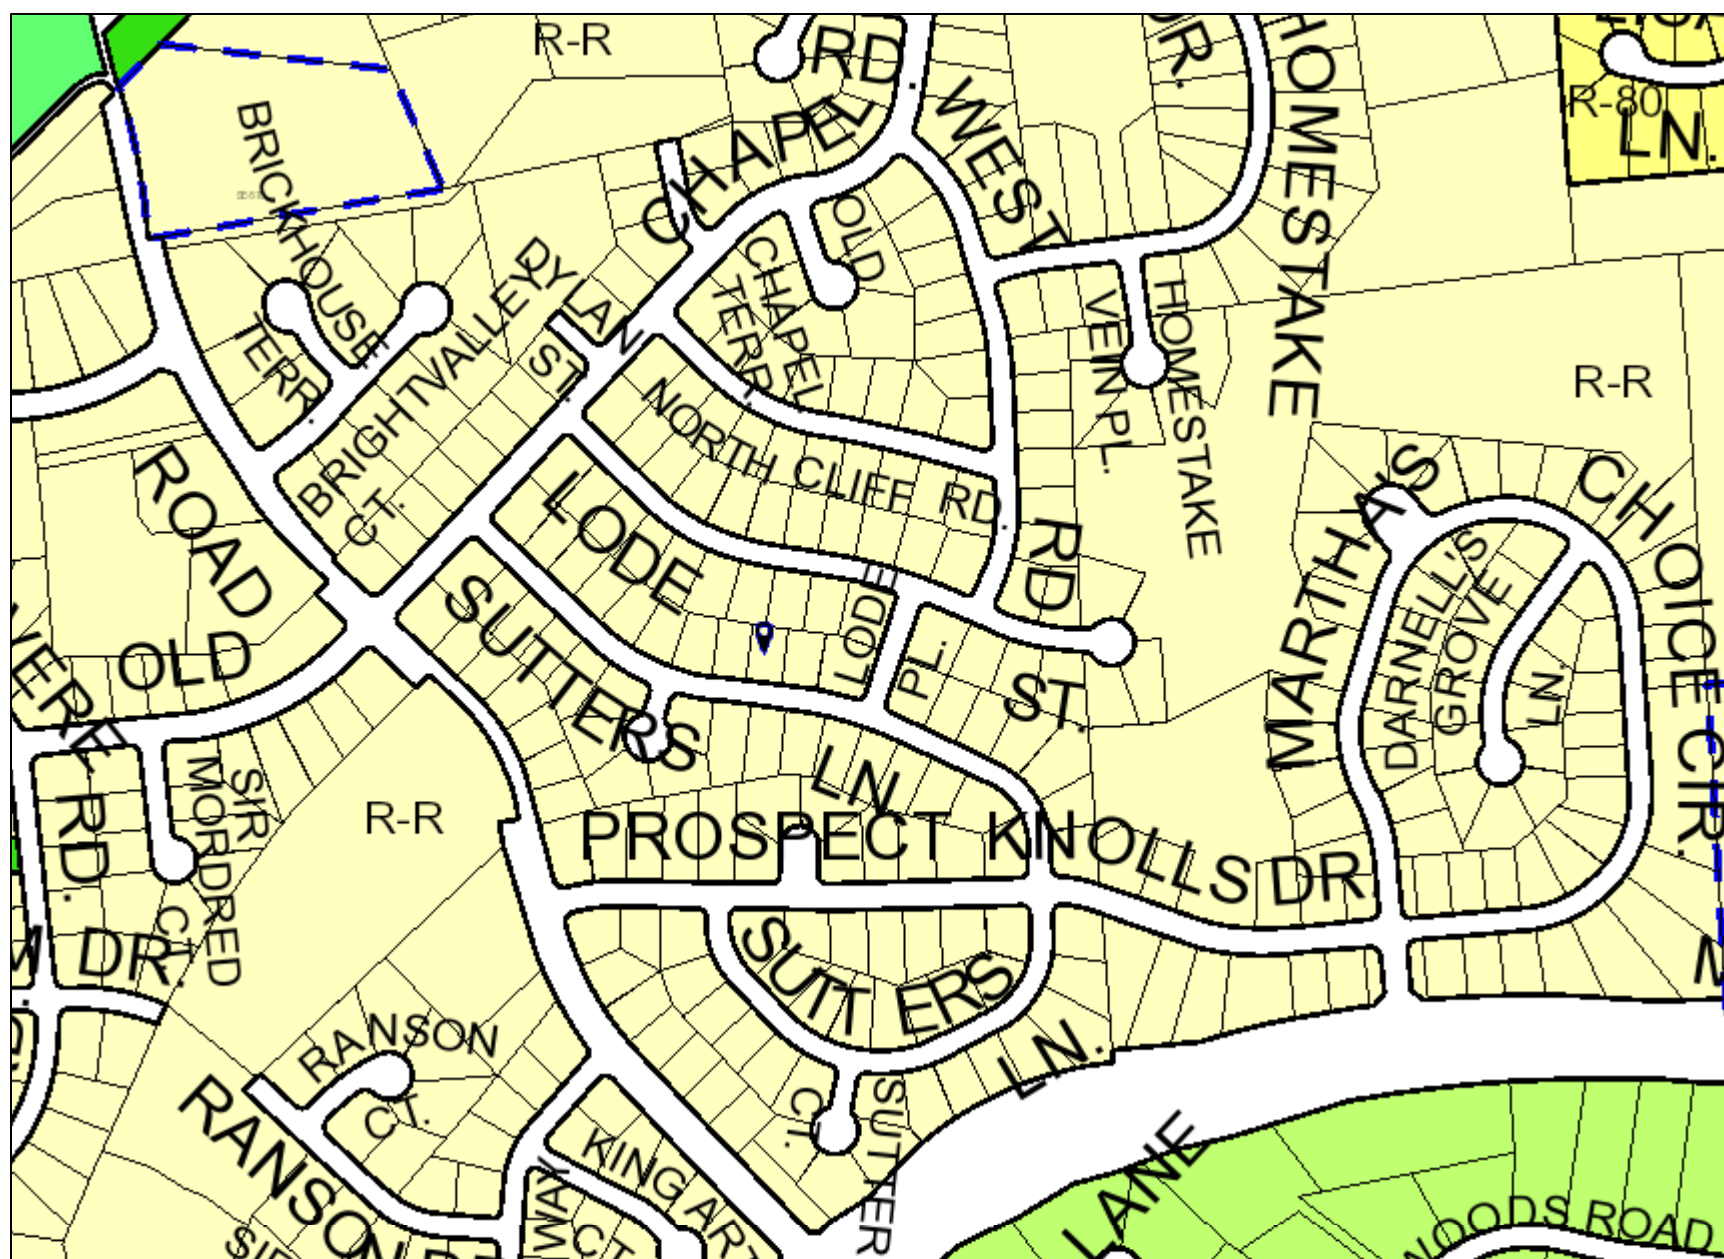 R-R
CHAPEL RD.
WEST
DR.
HOMESTAKE
R-80
LN.
BRICKHOUSE
TERR.
BRIGHTVALLEY
CT.
DYLAN
ST.
OLD
CHAPEL
TERR.
HOMESTAKE
VEIN PL.
R-R
NORTH CLIFF RD.
ROAD
OLD
LODE
ST.
RD
LODE
PL.
SUTTERS
LN.
MARTHA'S
CHOICE CIR.
DARNELL'S
GROVE
LN.
RD.
SIR
MORDRED
CT.
R-R
PROSPECT KNOLLS DR
DR.
SUTTERS
LN.
SUTTER
CT.
RANSON
CT.
RANSON
KING
WAY
CT
LANE
WOODS ROAD